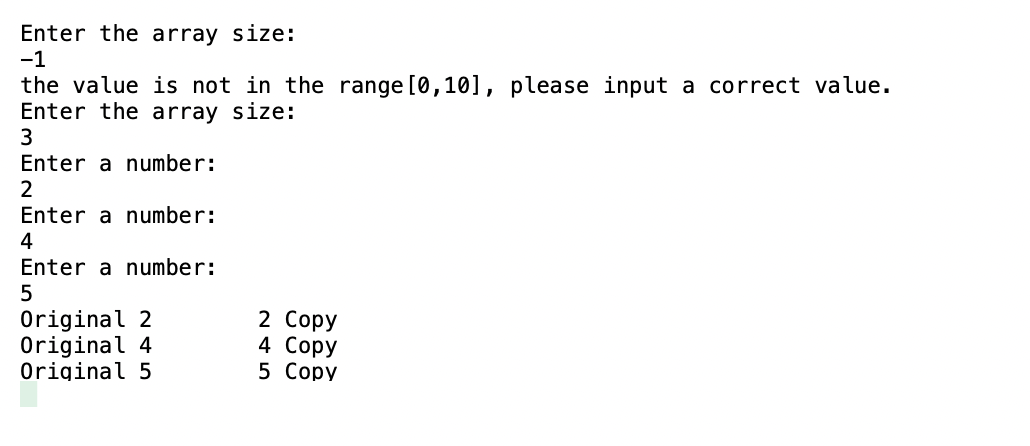 Enter the array size:
-1
the value is not in the range[0,10], please input a correct value.
Enter the array size:
3
Enter a number:
2
Enter a number:
4
Enter a number:
5
Original 2 2 Copy
Original 4 4 Copy
Original 5 5 Copy